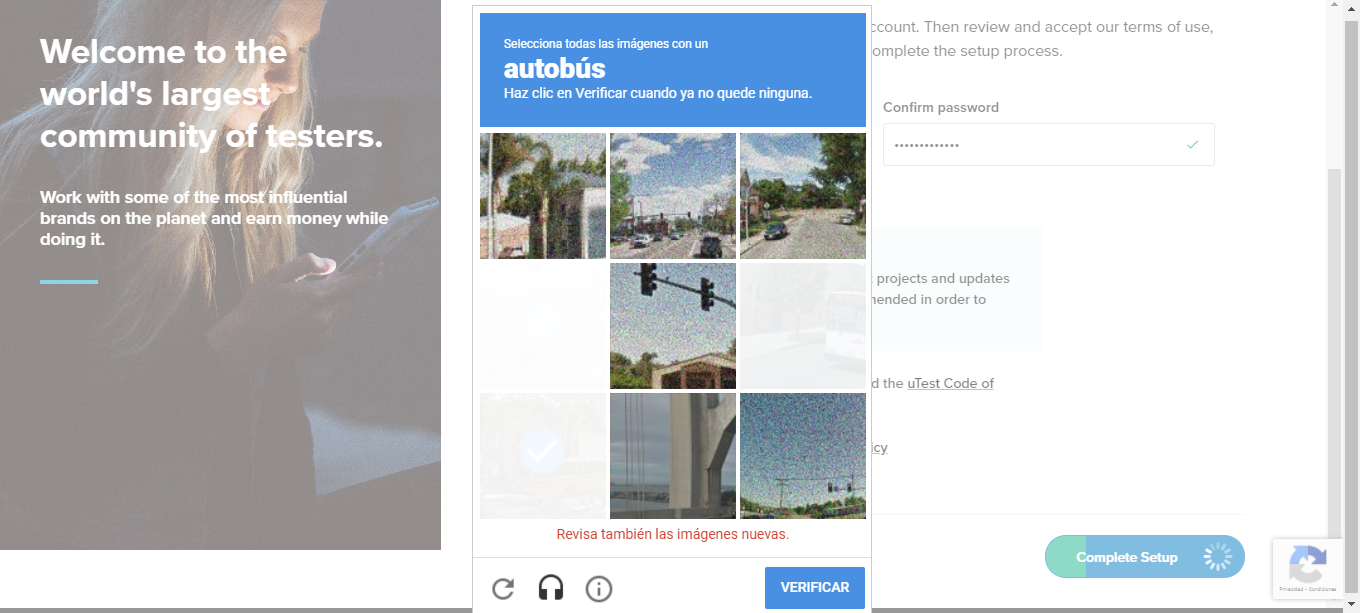 Welcome to the
world's largest
community of testers.
Work with some of the most influential
brands on the planet and earn money while
doing it.
Selecciona todas las imágenes con un
autobús
Haz clic en Verificar cuando ya no quede ninguna.
Revisa también las imágenes nuevas.
VERIFICAR
ccount. Then review and accept our terms of use,
omplete the setup process.
Confirm password
projects and updates
nended in order to
d the uTest Code of
icy
Complete Setup
Privacidad - Condiciones